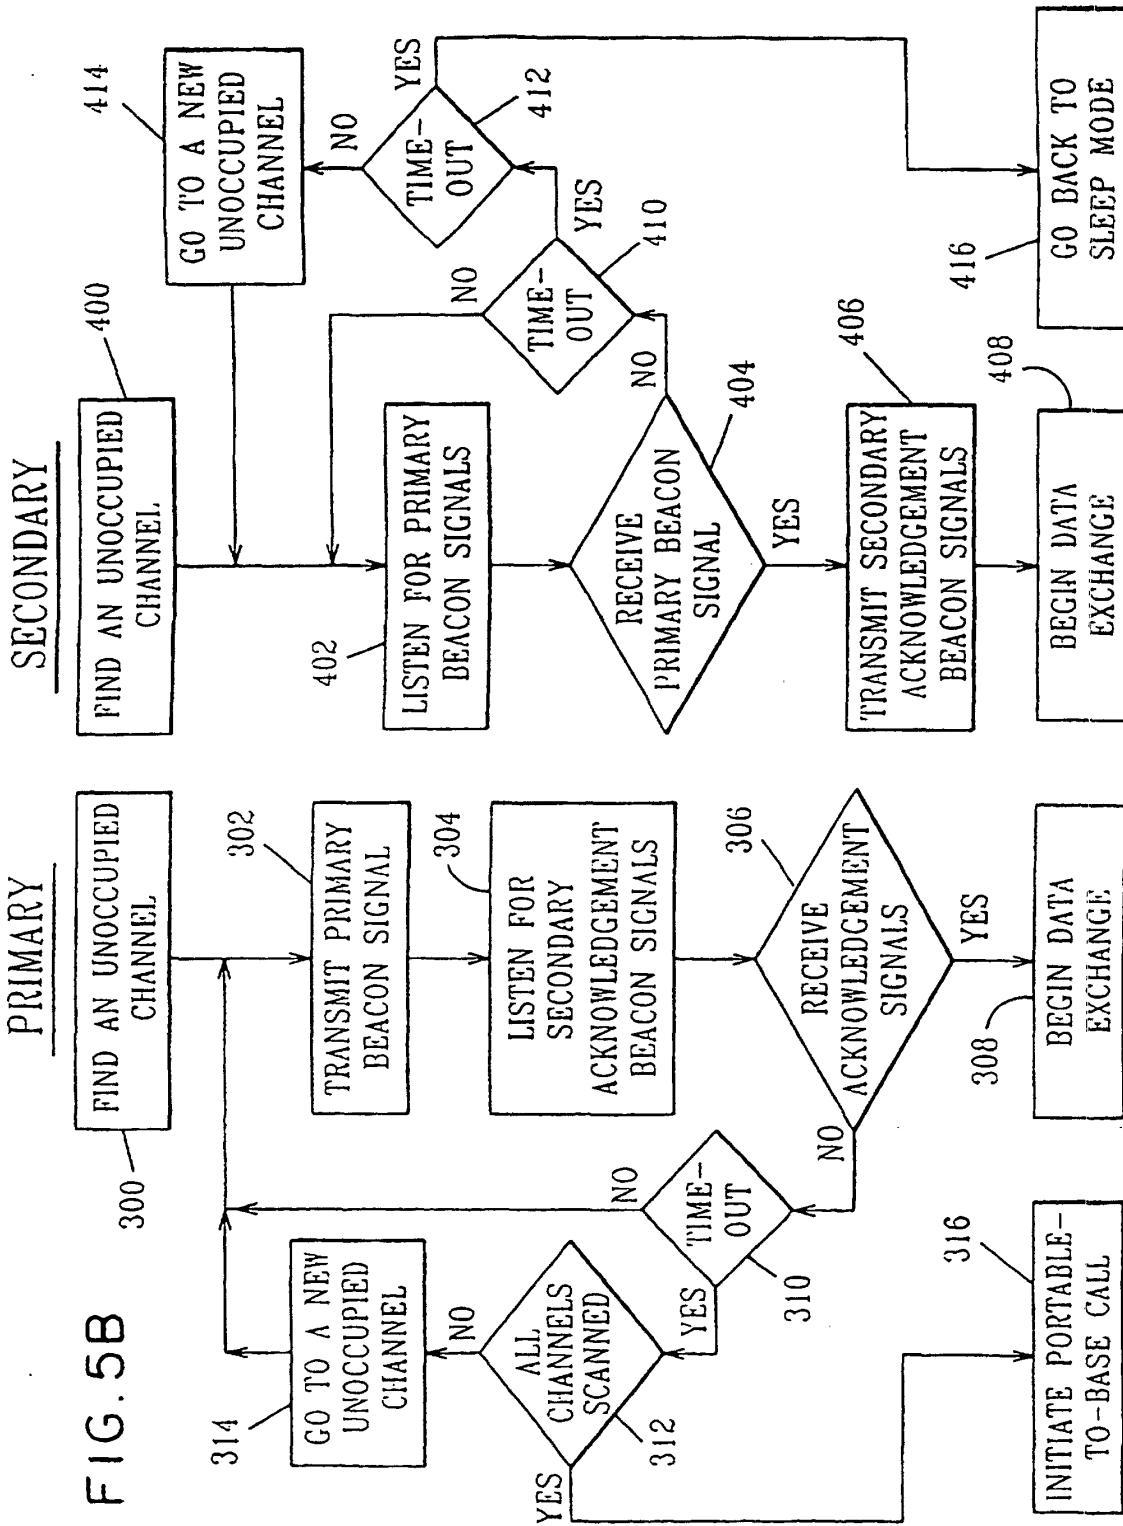 FIG. 5B
PRIMARY
FIND AN UNOCCUPIED
CHANNEL
300
TRANSMIT PRIMARY
BEACON SIGNAL
302
LISTEN FOR
SECONDARY
ACKNOWLEDGEMENT
BEACON SIGNALS
304
RECEIVE
ACKNOWLEDGEMENT
SIGNALS
306
YES
NO
BEGIN DATA
EXCHANGE
308
TIME-
OUT
310
NO
YES
ALL
CHANNELS
SCANNED
312
NO
YES
GO TO A NEW
UNOCCUPIED
CHANNEL
314
INITIATE PORTABLE-
TO-BASE CALL
316
SECONDARY
FIND AN UNOCCUPIED
CHANNEL
400
LISTEN FOR PRIMARY
BEACON SIGNALS
402
RECEIVE
PRIMARY BEACON
SIGNAL
404
YES
NO
TRANSMIT SECONDARY
ACKNOWLEDGEMENT
BEACON SIGNALS
406
BEGIN DATA
EXCHANGE
408
TIME-
OUT
410
NO
YES
TIME-
OUT
412
NO
YES
GO TO A NEW
UNOCCUPIED
CHANNEL
414
GO BACK TO
SLEEP MODE
416